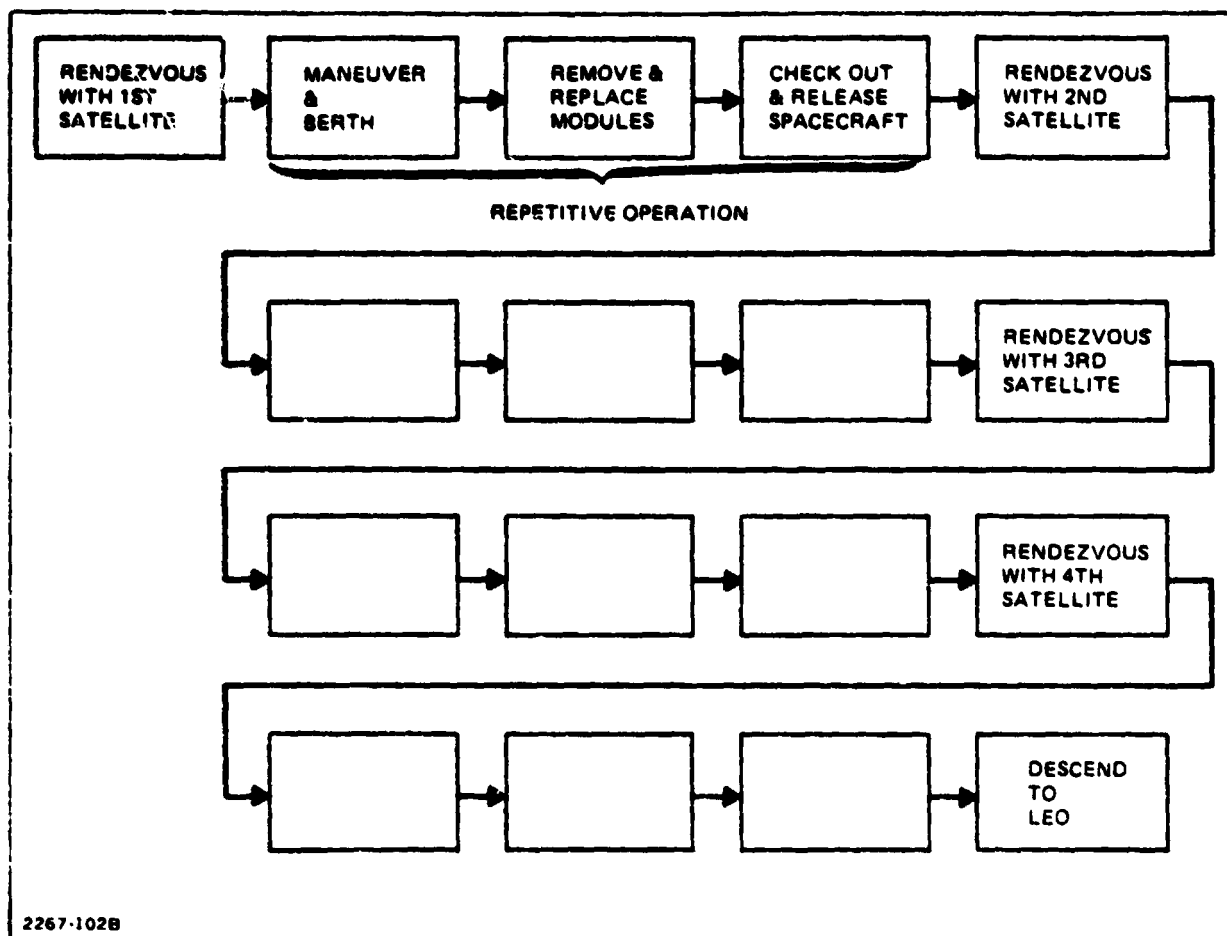 RENDEZVOUS
WITH 1ST
SATELLITE
MANEUVER
&
BERTH
REMOVE &
REPLACE
MODULES
CHECK OUT
& RELEASE
SPACECRAFT
RENDEZVOUS
WITH 2ND
SATELLITE
REPETITIVE OPERATION
RENDEZVOUS
WITH 3RD
SATELLITE
RENDEZVOUS
WITH 4TH
SATELLITE
DESCEND
TO
LEO
2267-102B